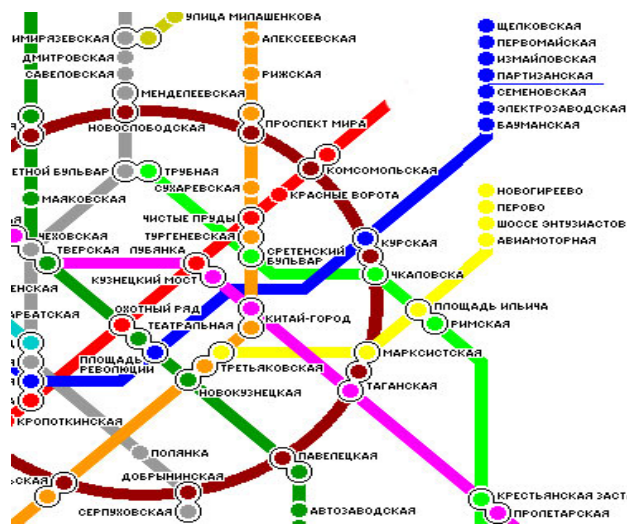 УЛИЦА МИЛАШЕНКОВА
ИМИРЯЗЕВСКАЯ
АЛЕКСЕЕВСКАЯ
ЩЕЛКОВСКАЯ
ПЕРВОМАЙСКАЯ
ДМИТРОВСКАЯ
ИЗМАЙЛОВСКАЯ
САВЕЛОВСКАЯ
РИЖСКАЯ
ПАРТИЗАНСКАЯ
МЕНДЕЛЕЕВСКАЯ
СЕМЕНОВСКАЯ
ЭЛЕКТРОЗАВОДСКАЯ
ПРОСПЕКТ МИРА
БАУМАНСКАЯ
НОВОСЛОБОДСКАЯ
ЕТНОЙ БУЛЬВАР
ТРУБНАЯ
КОМСОМОЛЬСКАЯ
СУХАРЕВСКАЯ
НОВОГИРЕЕВО
КРАСНЫЕ ВОРОТА
МАЯКОВСКАЯ
ПЕРОВО
ЧИСТЫЕ ПРУДЫ
ШОССЕ ЭНТУЗИАСТОВ
ТУРГЕНЕВСКАЯ
ЧЕХОВСКАЯ
КУРСКАЯ
АВИАМОТОРНАЯ
ТВЕРСКАЯ
ЛУБЯНКА
СРЕТЕНСКИЙ
БУЛЬВАР
КУЗНЕЦКИЙ МОСТ
ЧКАЛОВСКА
ЕНСКАЯ
ОХОТНЫЙ РЯД
ПЛОЩАДЬ ИЛЬИЧА
АРБАТСКАЯ
ТЕАТРАЛЬНАЯ
КИТАЙ-ГОРОД
РИМСКАЯ
ПЛОЩАДЬ
РЕВОЛЮЦИИ
ТРЕТЬЯКОВСКАЯ
МАРКСИСТСКАЯ
НОВОКУЗНЕЦКАЯ
ТАГАНСКАЯ
КРОПОТКИНСКАЯ
ПОЛЯНКА
ПАВЕЛЕЦКАЯ
ЬСКАЯ
ДОБРЫНИНСКАЯ
КРЕСТЬЯНСКАЯ ЗАСТ
СЕРПУХОВСКАЯ
АВТОЗАВОДСКАЯ
ПРОЛЕТАРСКАЯ